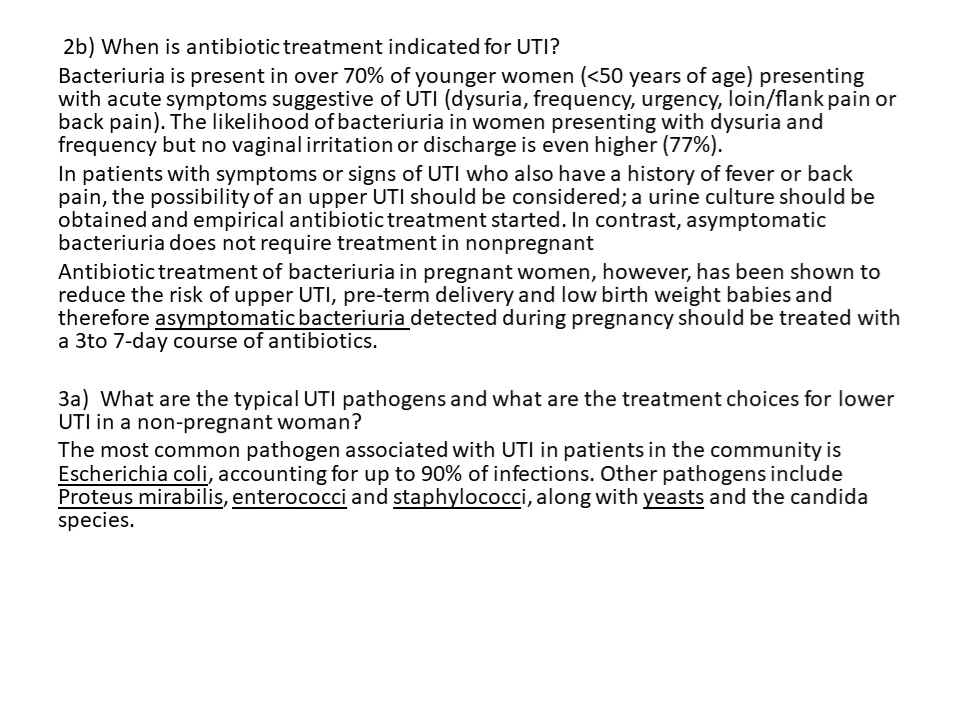 2b) When is antibiotic treatment indicated for UTI?
Bacteriuria is present in over 70% of younger women (<50 years of age) presenting
with acute symptoms suggestive of UTI (dysuria, frequency, urgency, loin/flank pain or
back pain). The likelihood of bacteriuria in women presenting with dysuria and
frequency but no vaginal irritation or discharge is even higher (77%).
In patients with symptoms or signs of UTI who also have a history of fever or back
pain, the possibility of an upper UTI should be considered; a urine culture should be
obtained and empirical antibiotic treatment started. In contrast, asymptomatic
bacteriuria does not require treatment in nonpregnant
Antibiotic treatment of bacteriuria in pregnant women, however, has been shown to
reduce the risk of upper UTI, pre-term delivery and low birth weight babies and
therefore asymptomatic bacteriuria detected during pregnancy should be treated with
a 3to 7-day course of antibiotics.
3a) What are the typical UTI pathogens and what are the treatment choices for lower
UTI in a non-pregnant woman?
The most common pathogen associated with UTI in patients in the community is
Escherichia coli, accounting for up to 90% of infections. Other pathogens include
Proteus mirabilis, enterococci and staphylococci, along with yeasts and the candida
species.